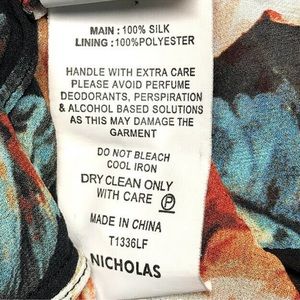 MAIN : 100% SILK
LINING : 100%POLYESTER
HANDLE WITH EXTRA CARE
PLEASE AVOID PERFUME
DEODORANTS, PERSPIRATION
& ALCOHOL BASED SOLUTIONS
AS THIS MAY DAMAGE THE
GARMENT
DO NOT BLEACH
COOL IRON
DRY CLEAN ONLY
WITH CARE P
MADE IN CHINA
T1336LF
NICHOLAS